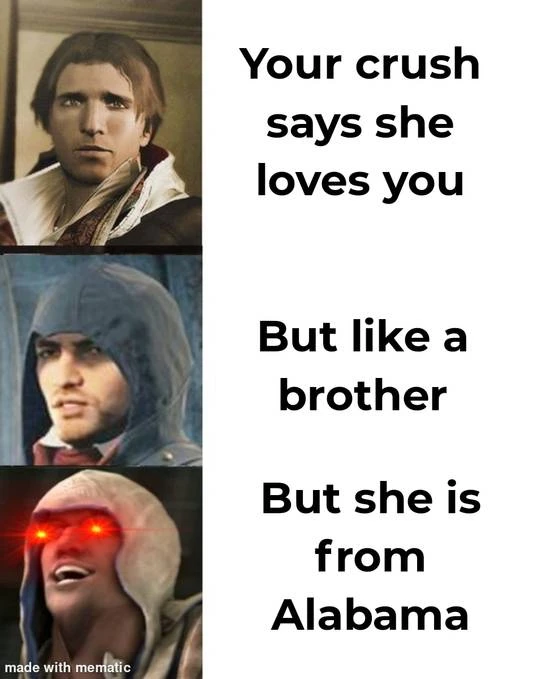 Your crush
says she
loves you
But like a
brother
But she is
from
Alabama
made with mematic